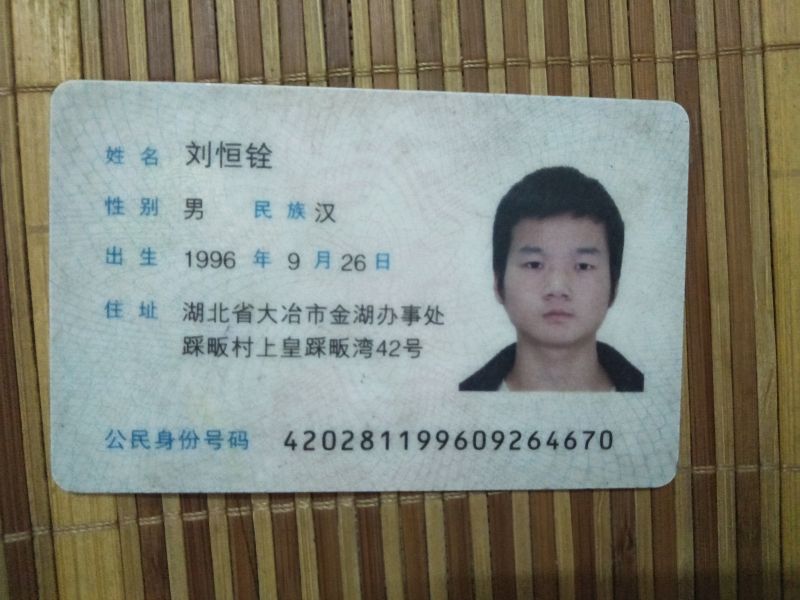 姓名 刘恒铨
性别 男 民族 汉
出生 1996 年 9 月 26 日
住址 湖北省大冶市金湖办事处
踩畈村上皇踩畈湾42号
公民身份号码 420281199609264670